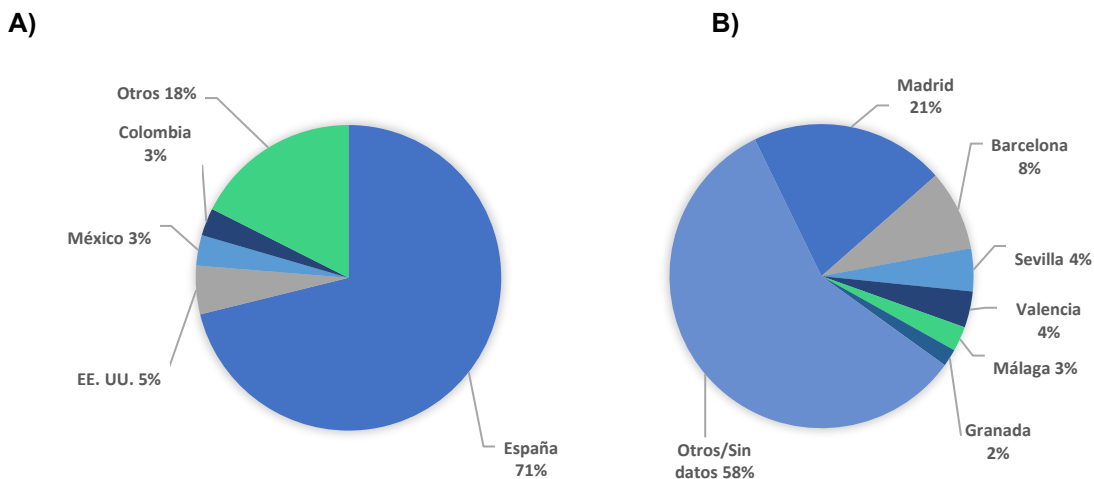 A)
Otros 18%
Colombia
3%
México 3%
EE. UU. 5%
España
71%
B)
Madrid
21%
Barcelona
8%
Sevilla 4%
Valencia
4%
Málaga 3%
Granada
2%
Otros/Sin
datos 58%